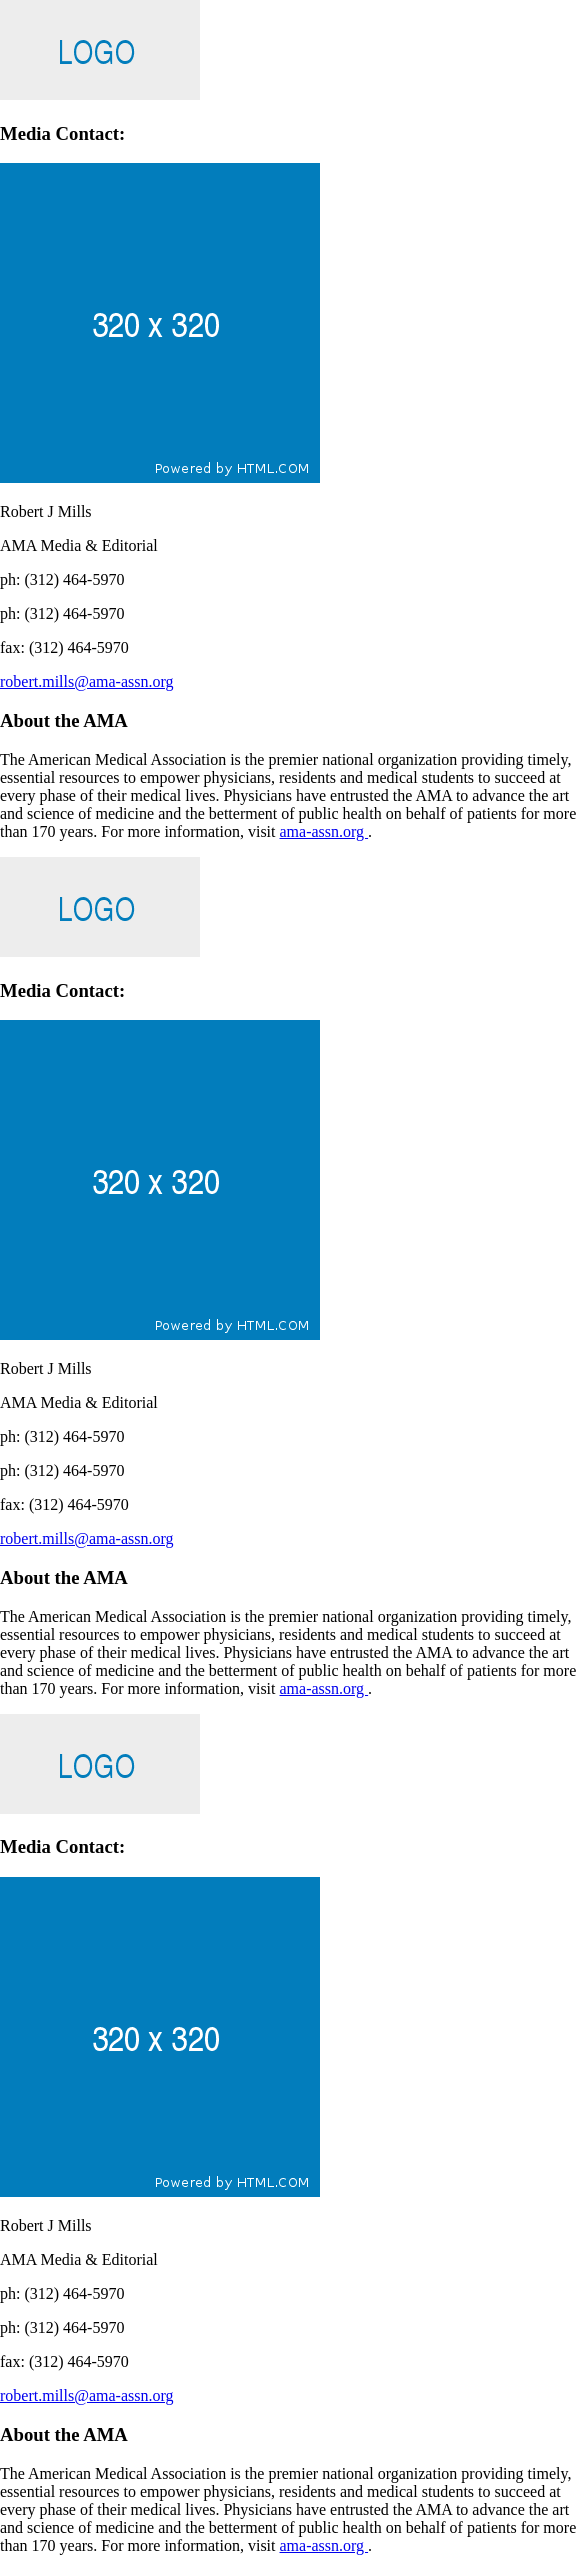 LOGO
Media Contact:
320 x 320
Powered by HTML.COM
Robert J Mills
AMA Media & Editorial
ph: (312) 464-5970
ph: (312) 464-5970
fax: (312) 464-5970
robert.mills@ama-assn.org
About the AMA
The American Medical Association is the premier national organization providing timely,
essential resources to empower physicians, residents and medical students to succeed at
every phase of their medical lives. Physicians have entrusted the AMA to advance the art
and science of medicine and the betterment of public health on behalf of patients for more
than 170 years. For more information, visit ama-assn.org .
LOGO
Media Contact:
320 x 320
Powered by HTML.COM
Robert J Mills
AMA Media & Editorial
ph: (312) 464-5970
ph: (312) 464-5970
fax: (312) 464-5970
robert.mills@ama-assn.org
About the AMA
The American Medical Association is the premier national organization providing timely,
essential resources to empower physicians, residents and medical students to succeed at
every phase of their medical lives. Physicians have entrusted the AMA to advance the art
and science of medicine and the betterment of public health on behalf of patients for more
than 170 years. For more information, visit ama-assn.org .
LOGO
Media Contact:
320 x 320
Powered by HTML.COM
Robert J Mills
AMA Media & Editorial
ph: (312) 464-5970
ph: (312) 464-5970
fax: (312) 464-5970
robert.mills@ama-assn.org
About the AMA
The American Medical Association is the premier national organization providing timely,
essential resources to empower physicians, residents and medical students to succeed at
every phase of their medical lives. Physicians have entrusted the AMA to advance the art
and science of medicine and the betterment of public health on behalf of patients for more
than 170 years. For more information, visit ama-assn.org .